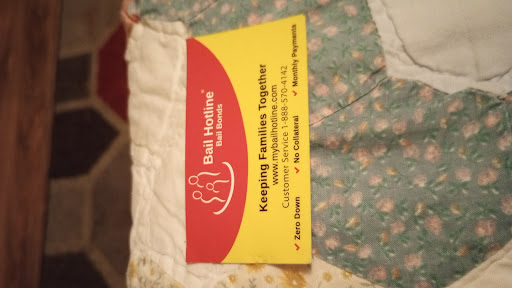 Bail Hotline®
Bail Bonds
Keeping Families Together
www.mybailhotline.com
Customer Service 1-888-570-4142
✓ Zero Down ✓ No Collateral ✓ Monthly Payments